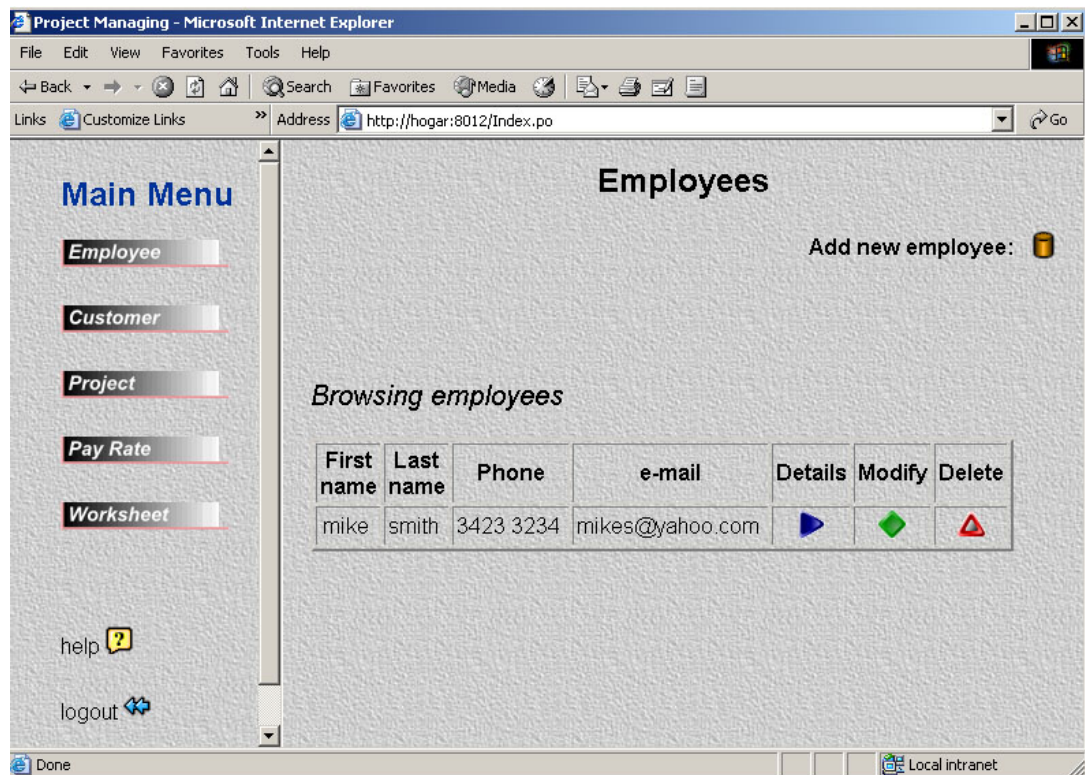 Project Managing - Microsoft Internet Explorer
File Edit View Favorites Tools Help
Back Search Favorites Media
Links Customize Links » Address http://hogar:8012/Index.po Go
Main Menu
Employee
Customer
Project
Pay Rate
Worksheet
help ?
logout
Employees
Add new employee:
Browsing employees
First name Last name Phone e-mail Details Modify Delete
mike smith 3423 3234 mikes@yahoo.com
Done Local intranet